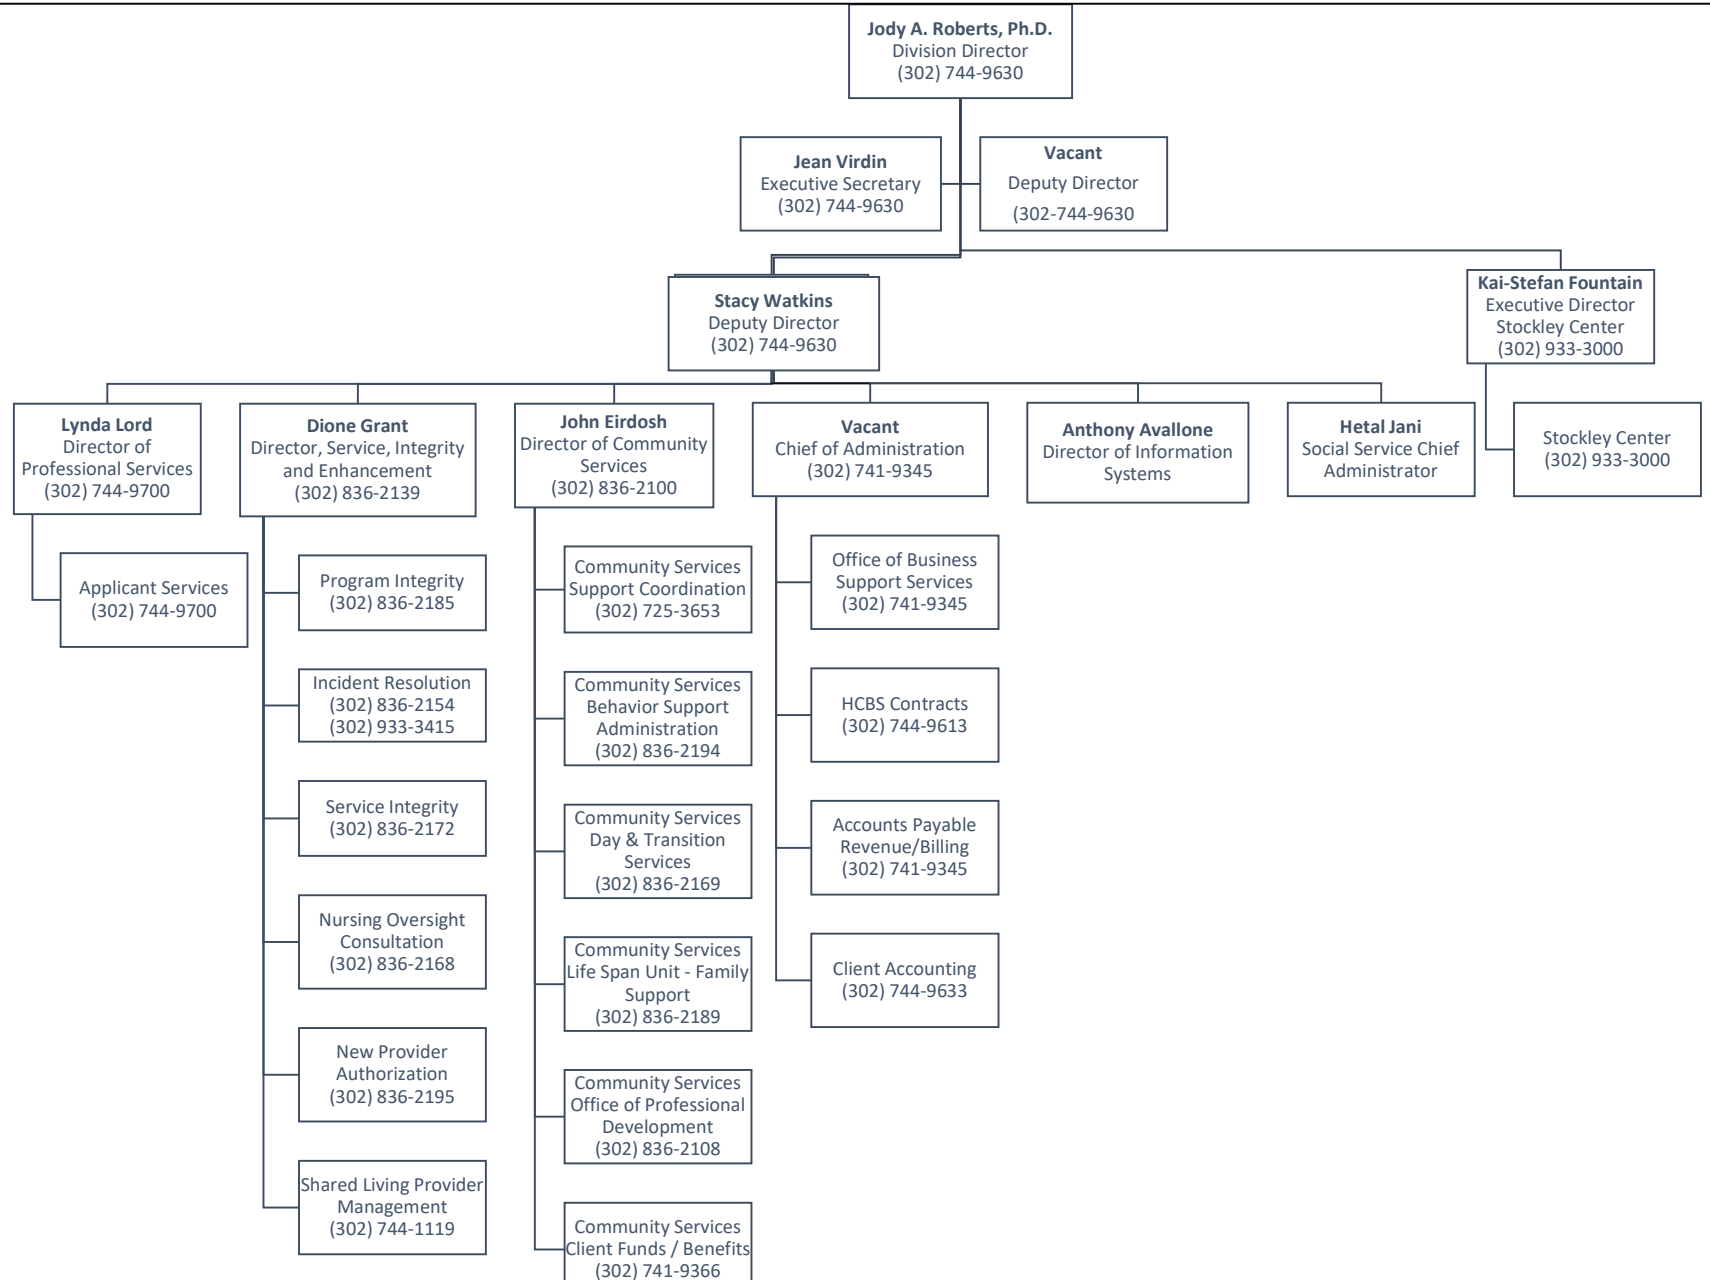 Jody A. Roberts, Ph.D.
Division Director
(302) 744-9630
Jean Virdin
Executive Secretary
(302) 744-9630
Vacant
Deputy Director
(302-744-9630
Stacy Watkins
Deputy Director
(302) 744-9630
Kai-Stefan Fountain
Executive Director
Stockley Center
(302) 933-3000
Lynda Lord
Director of
Professional Services
(302) 744-9700
Dione Grant
Director, Service, Integrity
and Enhancement
(302) 836-2139
John Eirdosh
Director of Community
Services
(302) 836-2100
Vacant
Chief of Administration
(302) 741-9345
Anthony Avallone
Director of Information
Systems
Hetal Jani
Social Service Chief
Administrator
Stockley Center
(302) 933-3000
Applicant Services
(302) 744-9700
Program Integrity
(302) 836-2185
Incident Resolution
(302) 836-2154
(302) 933-3415
Service Integrity
(302) 836-2172
Nursing Oversight
Consultation
(302) 836-2168
New Provider
Authorization
(302) 836-2195
Shared Living Provider
Management
(302) 744-1119
Community Services
Support Coordination
(302) 725-3653
Community Services
Behavior Support
Administration
(302) 836-2194
Community Services
Day & Transition
Services
(302) 836-2169
Community Services
Life Span Unit - Family
Support
(302) 836-2189
Community Services
Office of Professional
Development
(302) 836-2108
Community Services
Client Funds / Benefits
(302) 741-9366
Office of Business
Support Services
(302) 741-9345
HCBS Contracts
(302) 744-9613
Accounts Payable
Revenue/Billing
(302) 741-9345
Client Accounting
(302) 744-9633